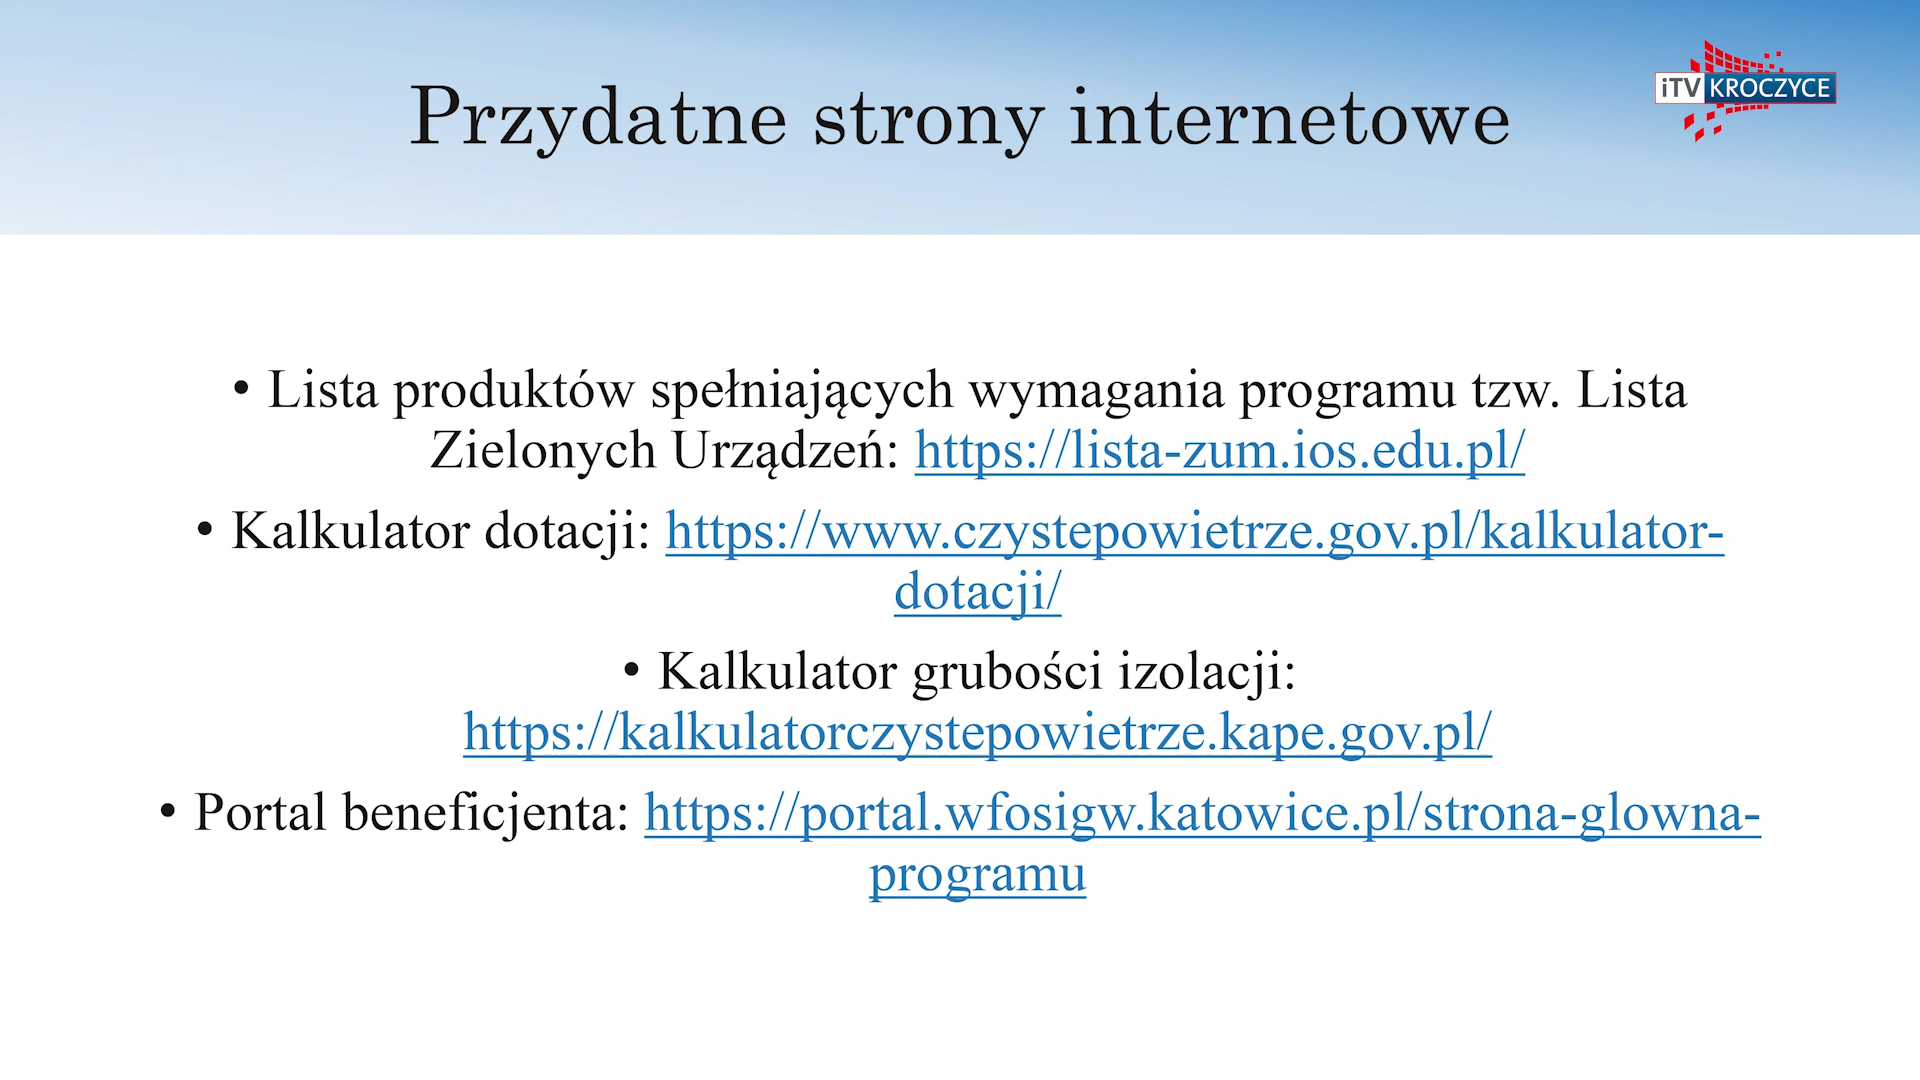 Przydatne strony internetowe
iTV KROCZYCE
• Lista produktów spełniających wymagania programu tzw. Lista
Zielonych Urządzeń: https://lista-zum.ios.edu.pl/
• Kalkulator dotacji: https://www.czystepowietrze.gov.pl/kalkulator-
dotacji/
• Kalkulator grubości izolacji:
https://kalkulatorczystepowietrze.kape.gov.pl/
• Portal beneficjenta: https://portal.wfosigw.katowice.pl/strona-glowna-
programu